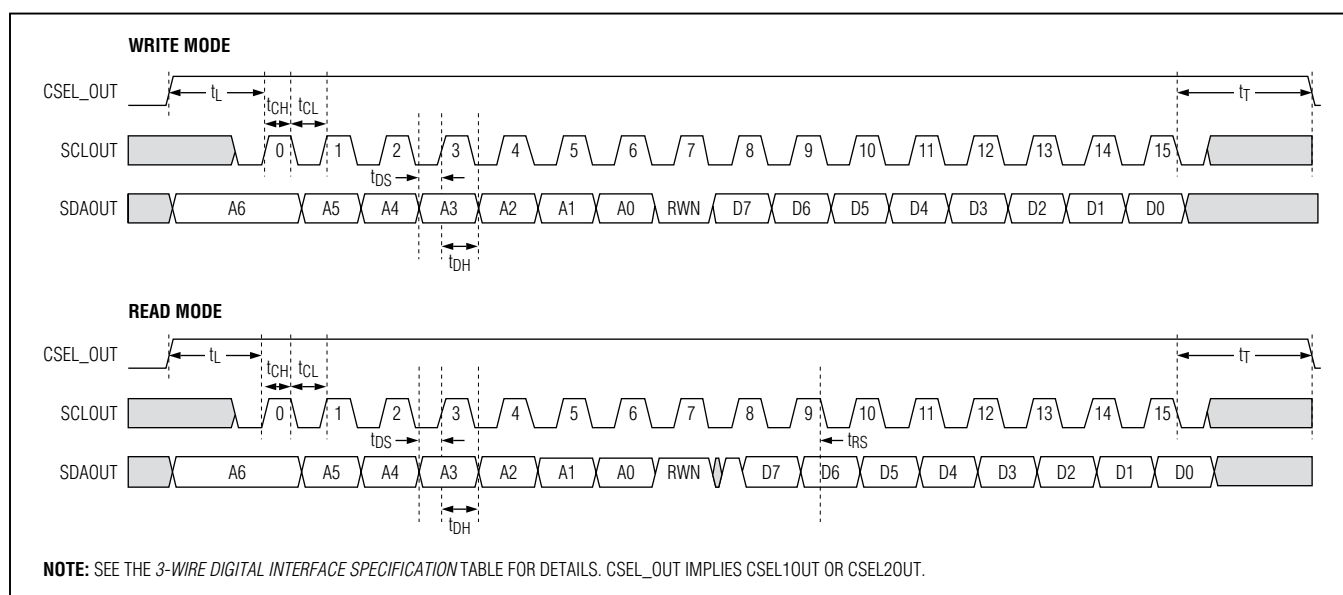 WRITE MODE
CSEL_OUT tL tT
tCH tCL
SCLOUT 0 1 2 3 4 5 6 7 8 9 10 11 12 13 14 15
tDS
SDAOUT A6 A5 A4 A3 A2 A1 A0 RWN D7 D6 D5 D4 D3 D2 D1 D0
tDH
READ MODE
CSEL_OUT tL tT
tCH tCL
SCLOUT 0 1 2 3 4 5 6 7 8 9 10 11 12 13 14 15
tDS tRS
SDAOUT A6 A5 A4 A3 A2 A1 A0 RWN D7 D6 D5 D4 D3 D2 D1 D0
tDH
NOTE: SEE THE 3-WIRE DIGITAL INTERFACE SPECIFICATION TABLE FOR DETAILS. CSEL_OUT IMPLIES CSEL1OUT OR CSEL2OUT.